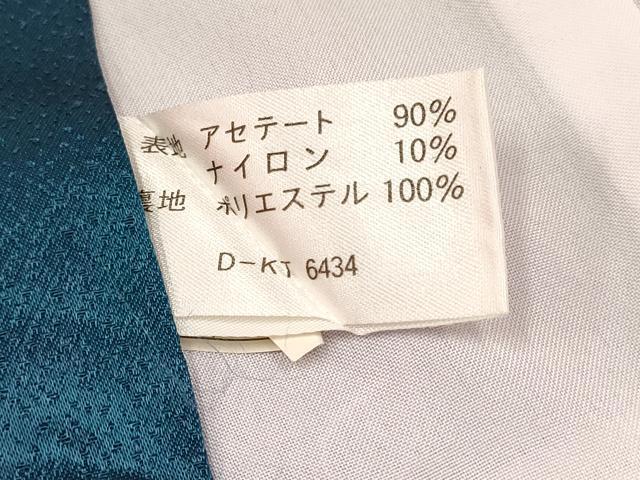 表地 アセテート 90%
ナイロン 10%
裏地 ポリエステル 100%
D-KT 6434